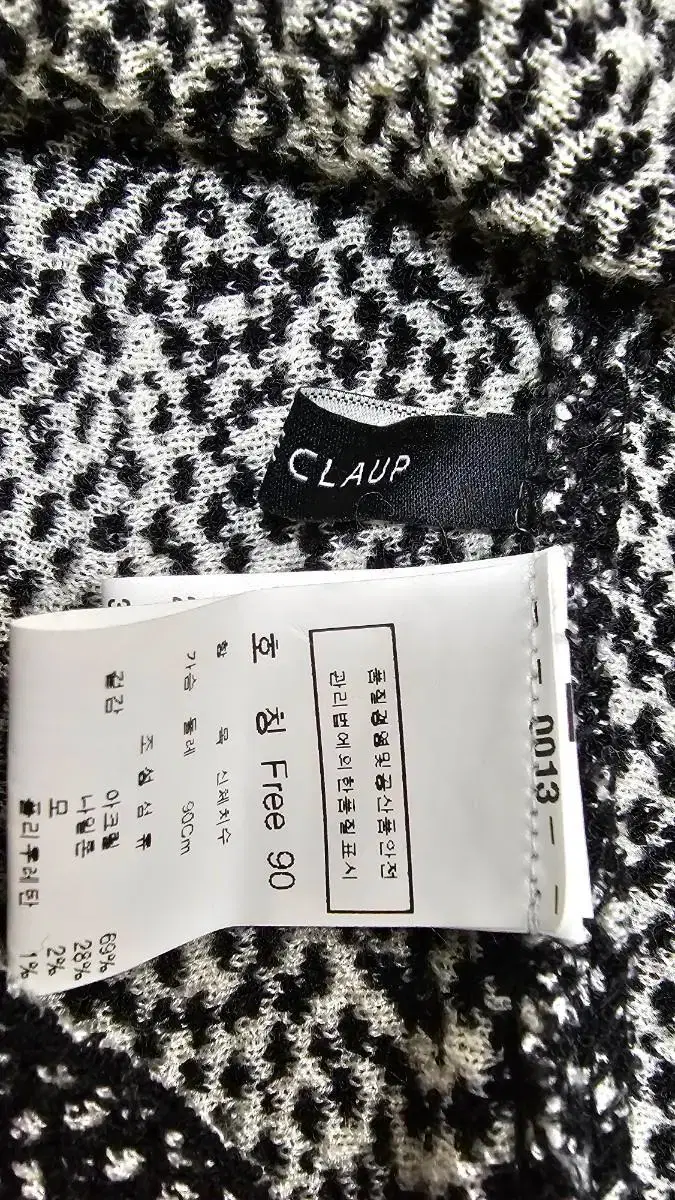 CLAUP
0013
품질경영및공산품안전
관리법에의한품질표시
호 칭 Free 90
항 목 신체치수
가슴 둘레 90Cm
조 성 섬 유
겉감 아크릴 69%
나일론 28%
모 2%
폴리우레탄 1%